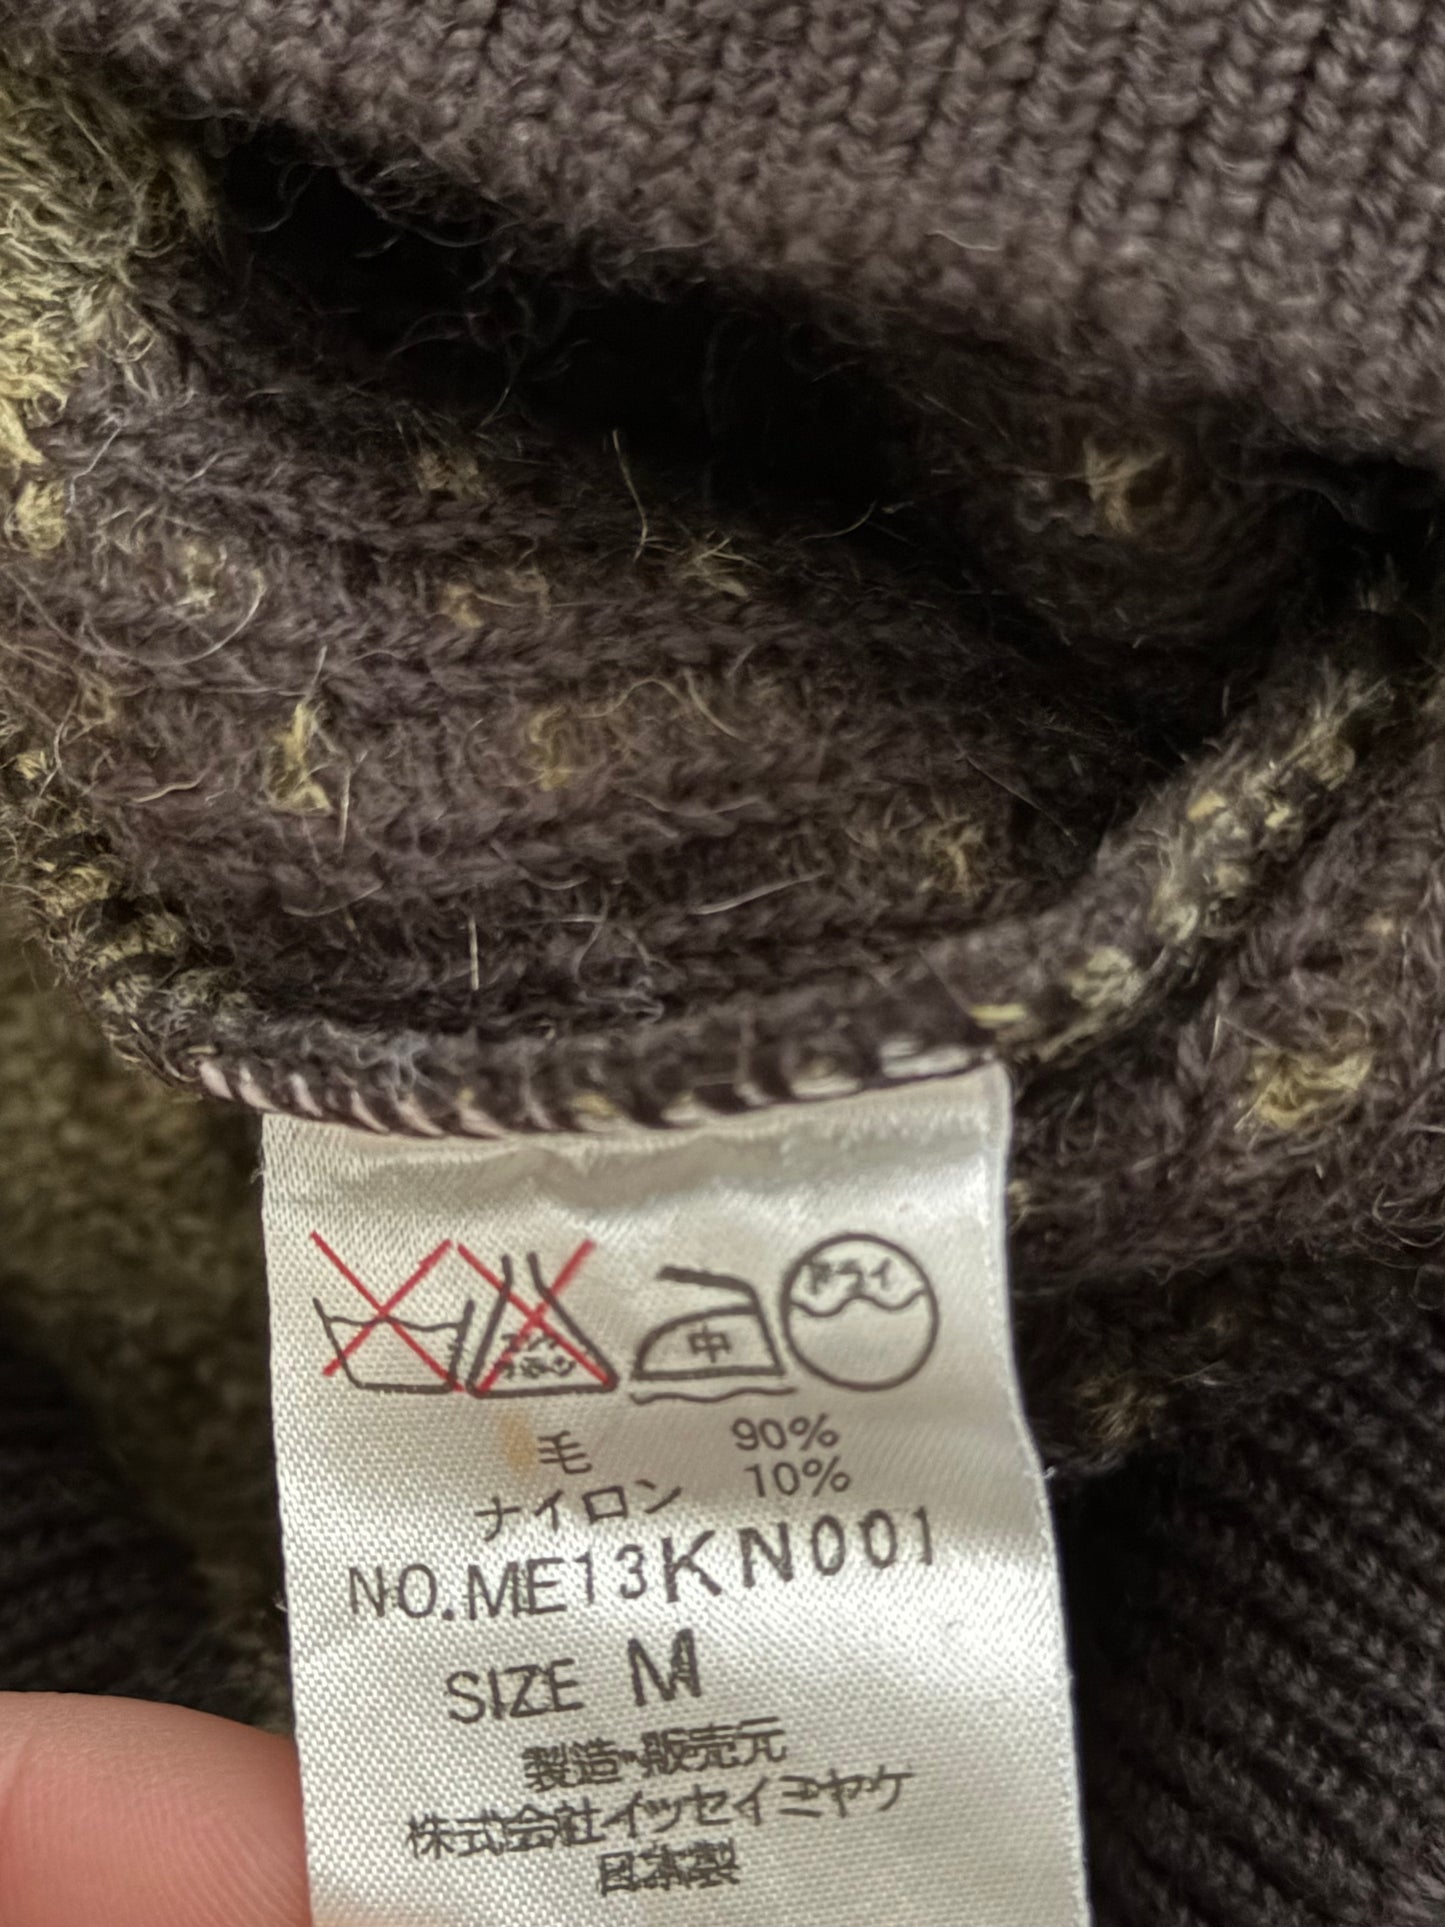 中 ドライ
毛 90%
ナイロン 10%
NO.ME13KN001
SIZE M
製造・販売元
株式会社イッセイミヤケ
日本製